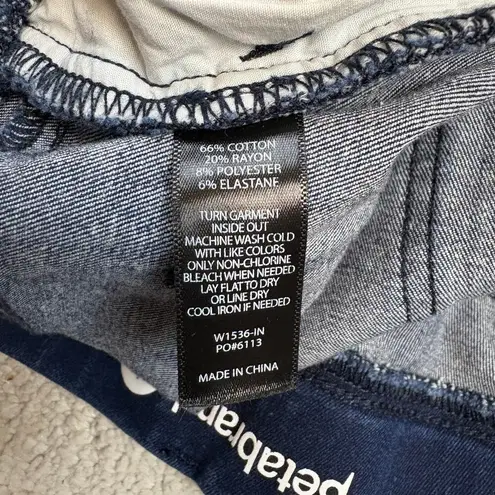 66% COTTON
20% RAYON
8% POLYESTER
6% ELASTANE
TURN GARMENT
INSIDE OUT
MACHINE WASH COLD
WITH LIKE COLORS
ONLY NON-CHLORINE
BLEACH WHEN NEEDED
LAY FLAT TO DRY
OR LINE DRY
COOL IRON IF NEEDED
W1536-IN
PO#6113
MADE IN CHINA